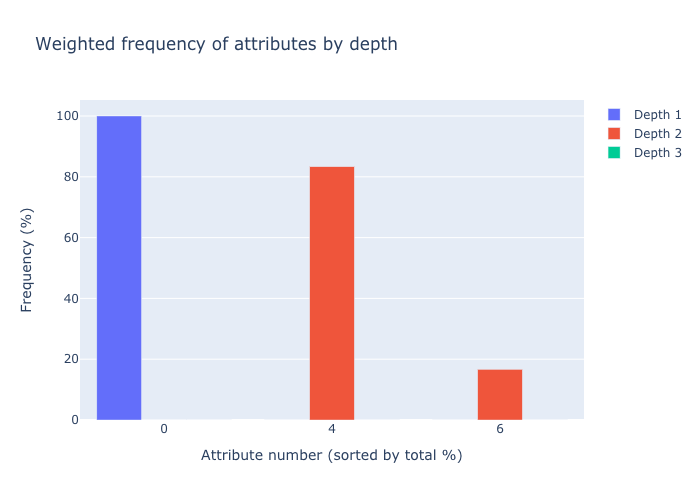 Weighted frequency of attributes by depth
Depth 1
Depth 2
Depth 3
100
80
60
40
20
0
Frequency (%)
0 4 6
Attribute number (sorted by total %)